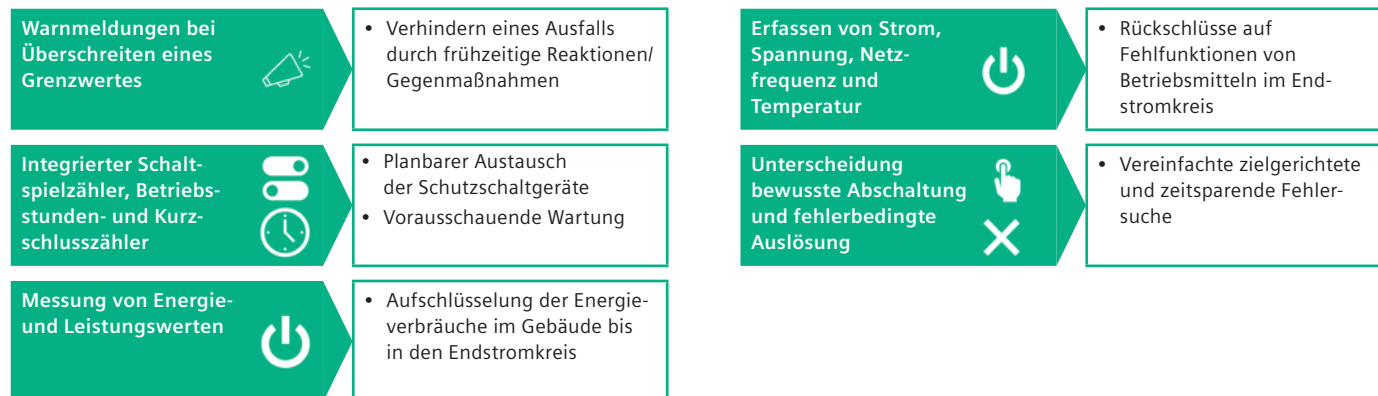 Warnmeldungen bei
Überschreiten eines
Grenzwertes
• Verhindern eines Ausfalls
durch frühzeitige Reaktionen/
Gegenmaßnahmen
Integrierter Schalt-
spielzähler, Betriebs-
stunden- und Kurz-
schlusszähler
• Planbarer Austausch
der Schutzschaltgeräte
• Vorausschauende Wartung
Messung von Energie-
und Leistungswerten
• Aufschlüsselung der Energie-
verbräuche im Gebäude bis
in den Endstromkreis
Erfassen von Strom,
Spannung, Netz-
frequenz und
Temperatur
• Rückschlüsse auf
Fehlfunktionen von
Betriebsmitteln im End-
stromkreis
Unterscheidung
bewusste Abschaltung
und fehlerbedingte
Auslösung
• Vereinfachte zielgerichtete
und zeitsparende Fehler-
suche